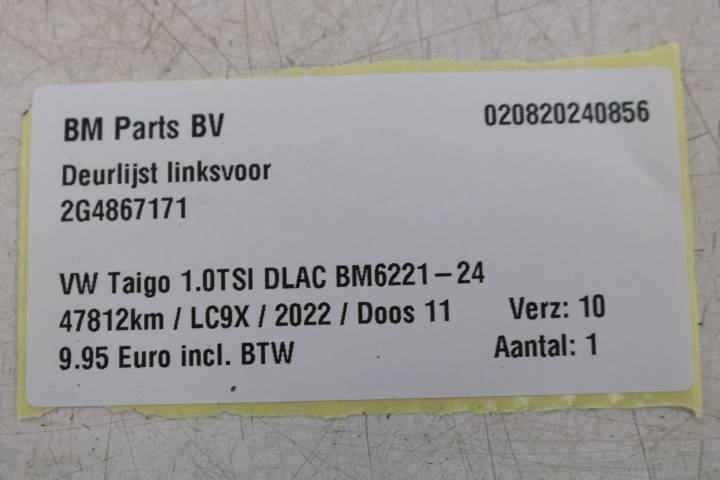 BM Parts BV 020820240856
Deurlijst linksvoor
2G4867171
VW Taigo 1.0TSI DLAC BM6221-24
47812km / LC9X / 2022 / Doos 11 Verz: 10
9.95 Euro incl. BTW Aantal: 1